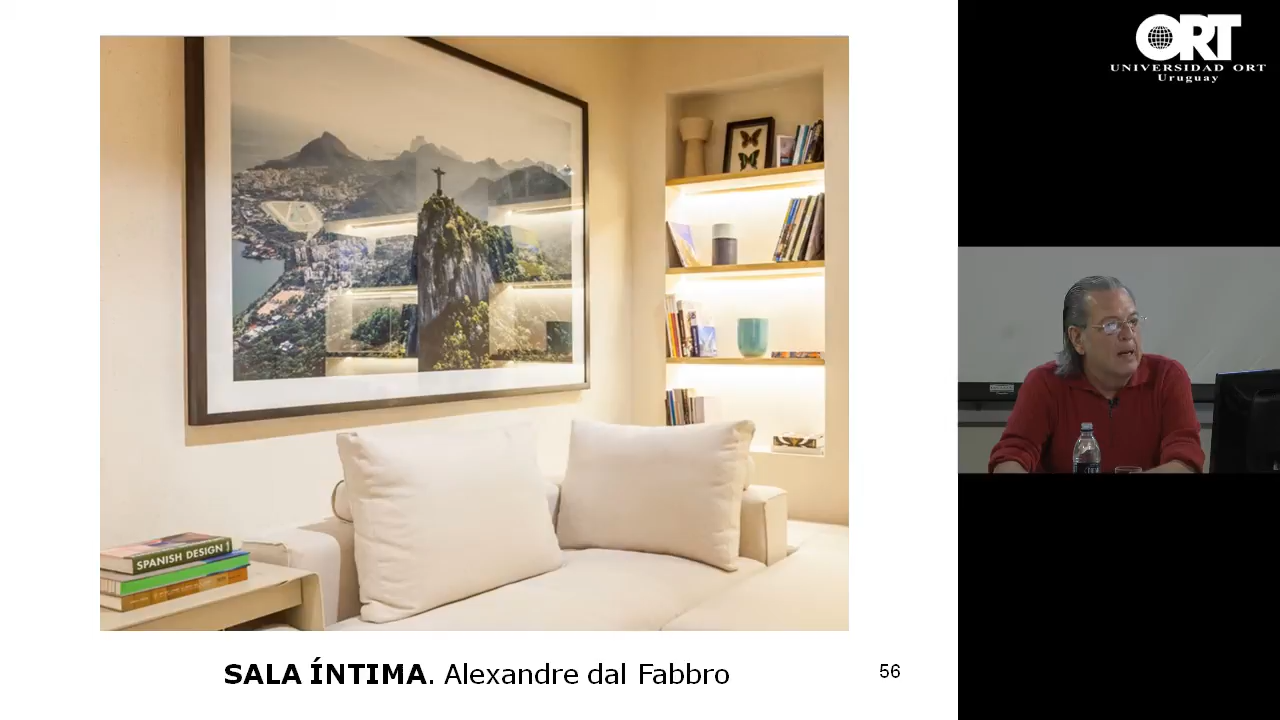 ORT
UNIVERSIDAD ORT
Uruguay
SPANISH DESIGN
SALA ÍNTIMA. Alexandre dal Fabbro
56